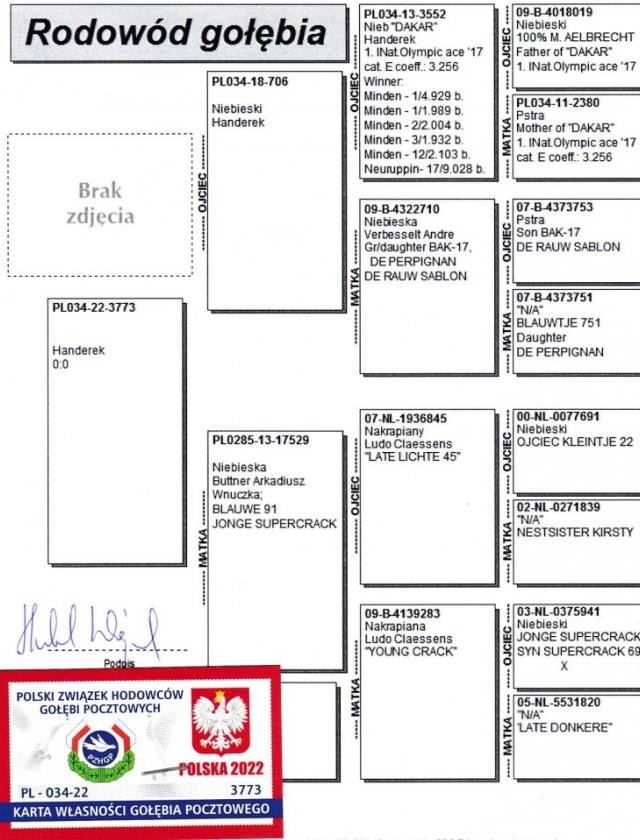 Rodowód gołębia
Brak
zdjęcia
PL034-22-3773
Handerek
0:0
OJCIEC
PL034-18-706
Niebieski
Handerek
MATKA
PL0285-13-17529
Niebieska
Buttner Arkadiusz
Wnuczka;
BLAUWE 91
JONGE SUPERCRACK
OJCIEC
PL034-13-3552
Nieb "DAKAR"
Handerek
1. INat.Olympic ace '17
cat. E coeff.: 3.256
Winner:
Minden - 1/4.929 b.
Minden - 1/1.989 b.
Minden - 2/2.004 b.
Minden - 3/1.932 b.
Minden - 12/2.103 b.
Neuruppin- 17/9.028 b.
MATKA
09-B-4322710
Niebieska
Verbesselt Andre
Gr/daughter BAK-17,
DE PERPIGNAN
DE RAUW SABLON
OJCIEC
07-NL-1936845
Nakrapiany
Ludo Claessens
"LATE LICHTE 45"
MATKA
09-B-4139283
Nakrapiana
Ludo Claessens
"YOUNG CRACK"
OJCIEC
09-B-4018019
Niebieski
100% M. AELBRECHT
Father of "DAKAR"
1. INat.Olympic ace '17
MATKA
PL034-11-2380
Pstra
Mother of "DAKAR"
1. INat.Olympic ace '17
cat. E coeff.: 3.256
OJCIEC
07-B-4373753
Pstra
Son BAK-17
DE RAUW SABLON
MATKA
07-B-4373751
"N/A"
BLAUWTJE 751
Daughter
DE PERPIGNAN
OJCIEC
00-NL-0077691
Niebieski
OJCIEC KLEINTJE 22
MATKA
02-NL-0271839
"N/A"
NESTSISTER KIRSTY
OJCIEC
03-NL-0375941
Niebieski
JONGE SUPERCRACK
SYN SUPERCRACK 69
X
MATKA
05-NL-5531820
"N/A"
"LATE DONKERE"
Podpis
POLSKI ZWIĄZEK HODOWCÓW
GOŁĘBI POCZTOWYCH
PZHGP
POLSKA 2022
PL - 034-22 3773
KARTA WŁASNOŚCI GOŁĘBIA POCZTOWEGO